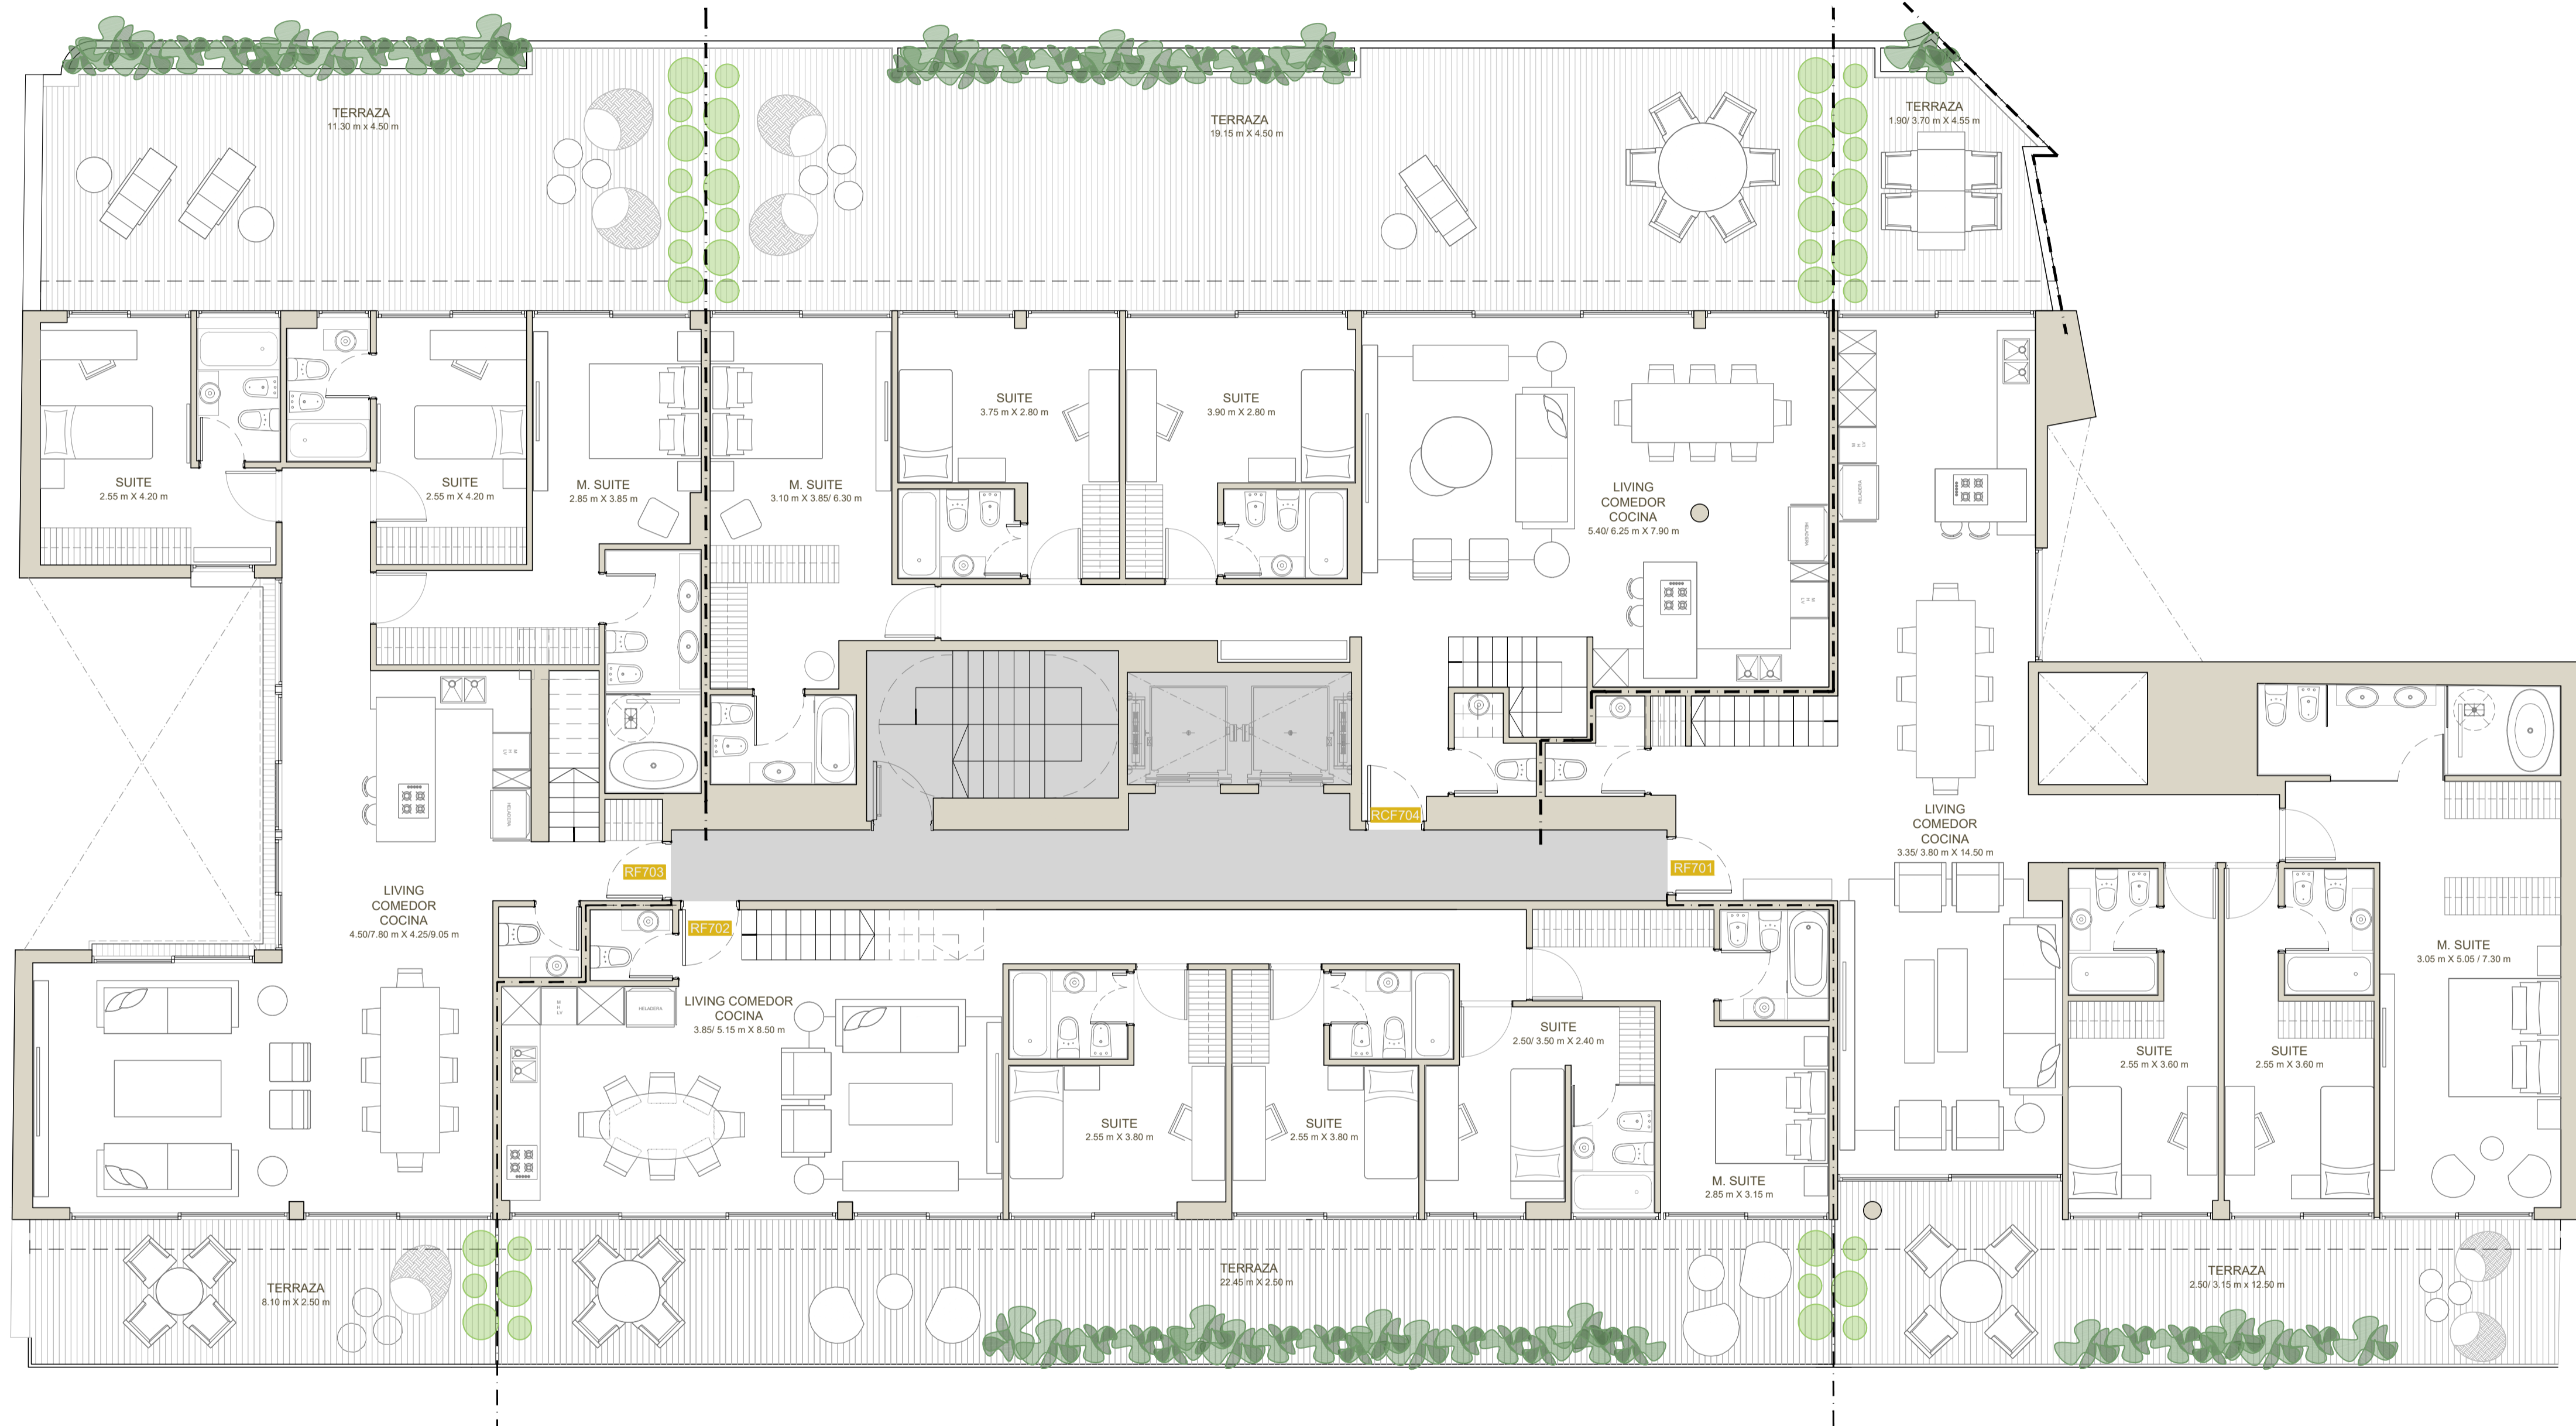 TERRAZA
11.30 m x 4.50 m
TERRAZA
19.15 m X 4.50 m
TERRAZA
1.90/ 3.70 m X 4.55 m
SUITE
2.55 m X 4.20 m
SUITE
2.55 m X 4.20 m
M. SUITE
2.85 m X 3.85 m
M. SUITE
3.10 m X 3.85/ 6.30 m
SUITE
3.75 m X 2.80 m
SUITE
3.90 m X 2.80 m
LIVING
COMEDOR
COCINA
5.40/ 6.25 m X 7.90 m
HELADERA
M
H
LV
M
H
LV
HELADERA
M
H
LV
HELADERA
RCF704
RF703
RF701
RF702
LIVING
COMEDOR
COCINA
3.35/ 3.80 m X 14.50 m
LIVING
COMEDOR
COCINA
4.50/7.80 m X 4.25/9.05 m
M. SUITE
3.05 m X 5.05 / 7.30 m
M
H
LV
HELADERA
LIVING COMEDOR
COCINA
3.85/ 5.15 m X 8.50 m
SUITE
2.55 m X 3.80 m
SUITE
2.55 m X 3.80 m
SUITE
2.50/ 3.50 m X 2.40 m
M. SUITE
2.85 m X 3.15 m
SUITE
2.55 m X 3.60 m
SUITE
2.55 m X 3.60 m
TERRAZA
8.10 m X 2.50 m
TERRAZA
22.45 m X 2.50 m
TERRAZA
2.50/ 3.15 m x 12.50 m